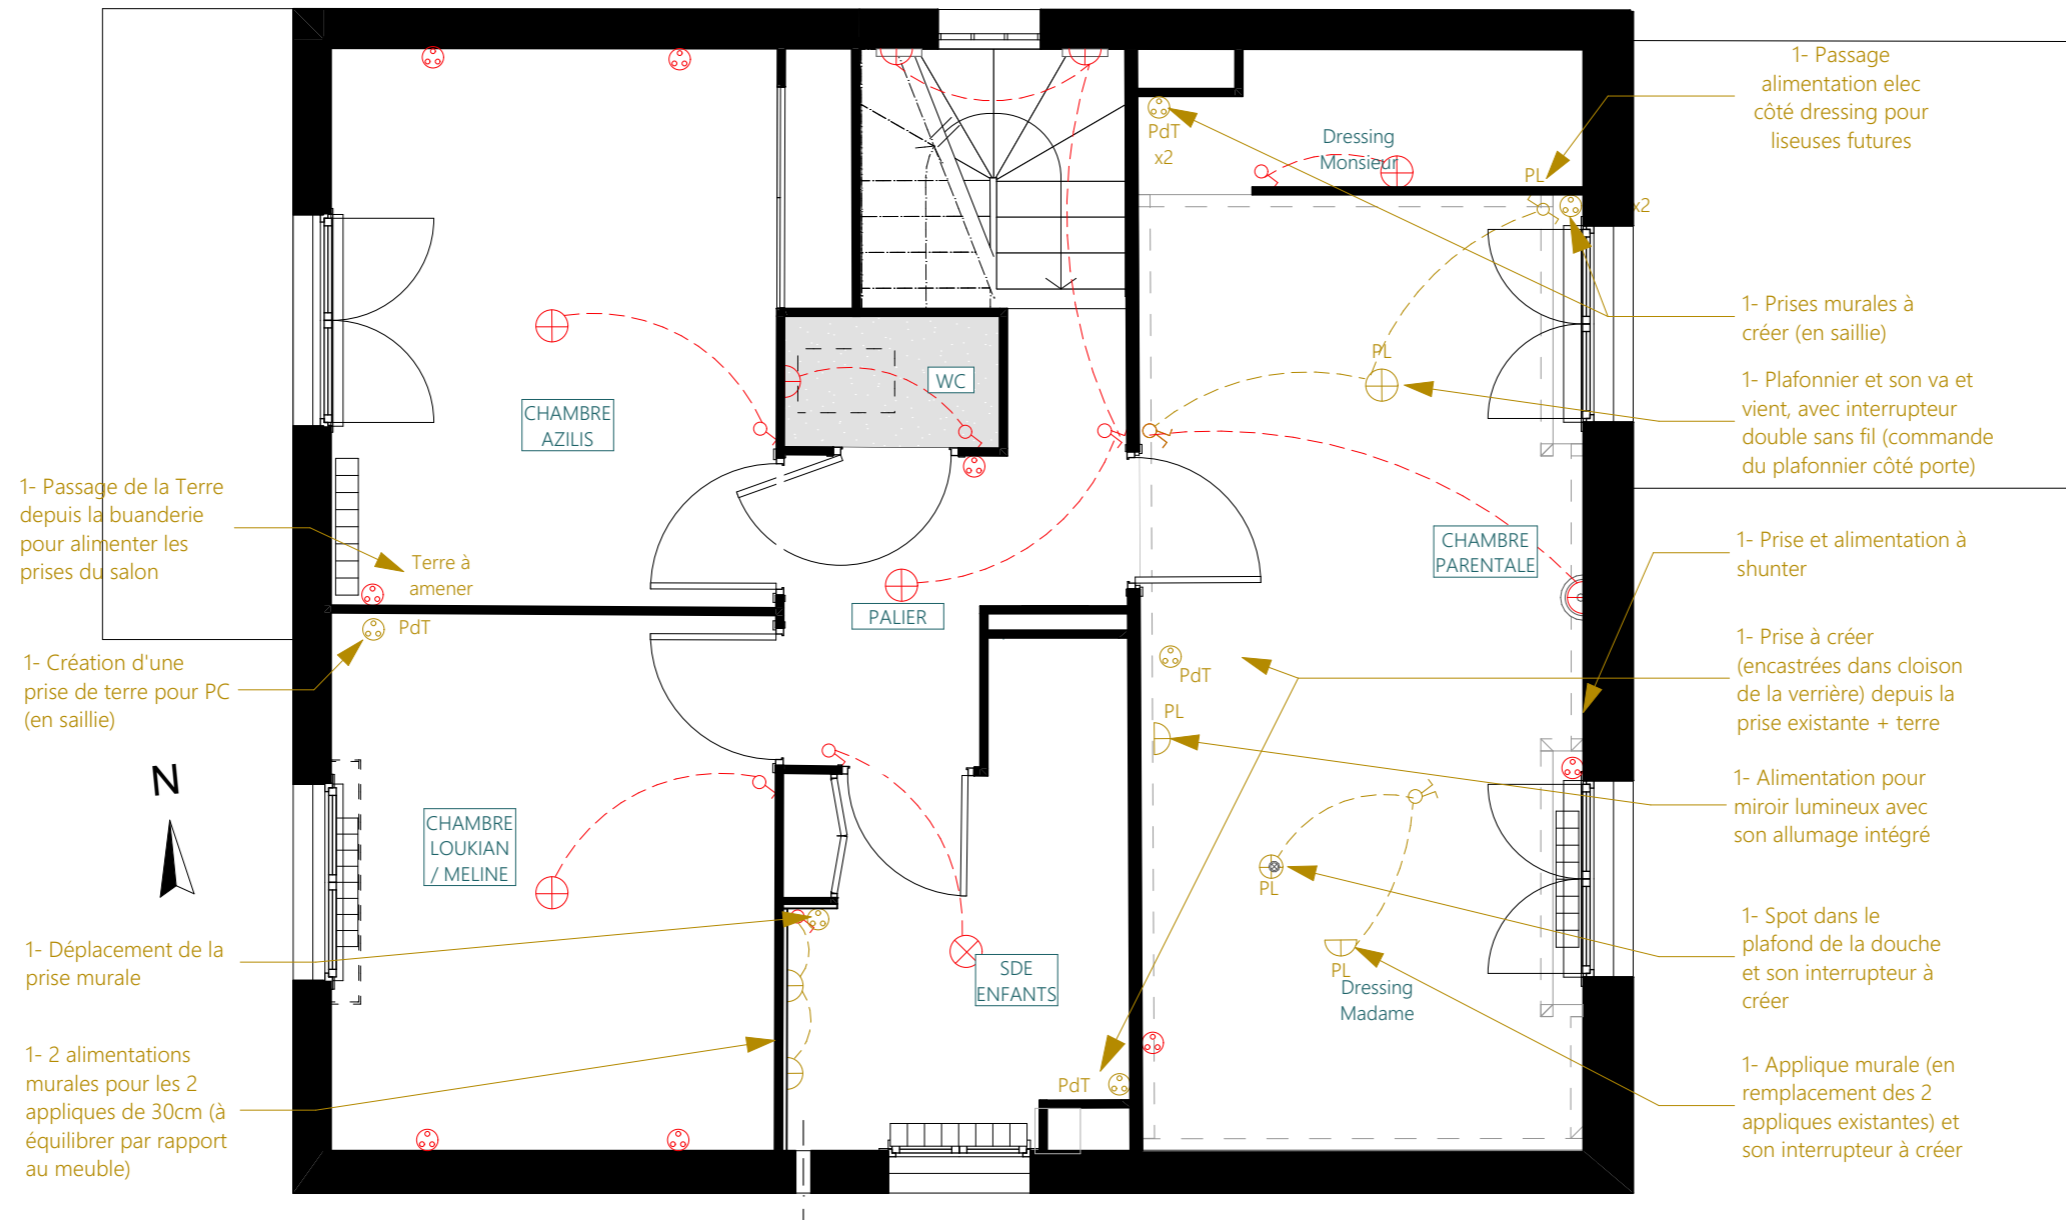 1- Passage
alimentation elec
côté dressing pour
liseuses futures
PdT
x2
Dressing
Monsieur
PL
x2
1- Prises murales à
créer (en saillie)
PL
1- Plafonnier et son va et
vient, avec interrupteur
double sans fil (commande
du plafonnier côté porte)
WC
CHAMBRE
AZILIS
1- Passage de la Terre
depuis la buanderie
pour alimenter les
prises du salon
Terre à
amener
CHAMBRE
PARENTALE
1- Prise et alimentation à
shunter
PALIER
PdT
1- Création d'une
prise de terre pour PC
(en saillie)
PdT
1- Prise à créer
(encastrées dans cloison
de la verrière) depuis la
prise existante + terre
PL
N
CHAMBRE
LOUKIAN
/ MELINE
1- Alimentation pour
miroir lumineux avec
son allumage intégré
PL
1- Déplacement de la
prise murale
SDE
ENFANTS
PL
Dressing
Madame
1- Spot dans le
plafond de la douche
et son interrupteur à
créer
1- 2 alimentations
murales pour les 2
appliques de 30cm (à
équilibrer par rapport
au meuble)
PdT
1- Applique murale (en
remplacement des 2
appliques existantes) et
son interrupteur à créer